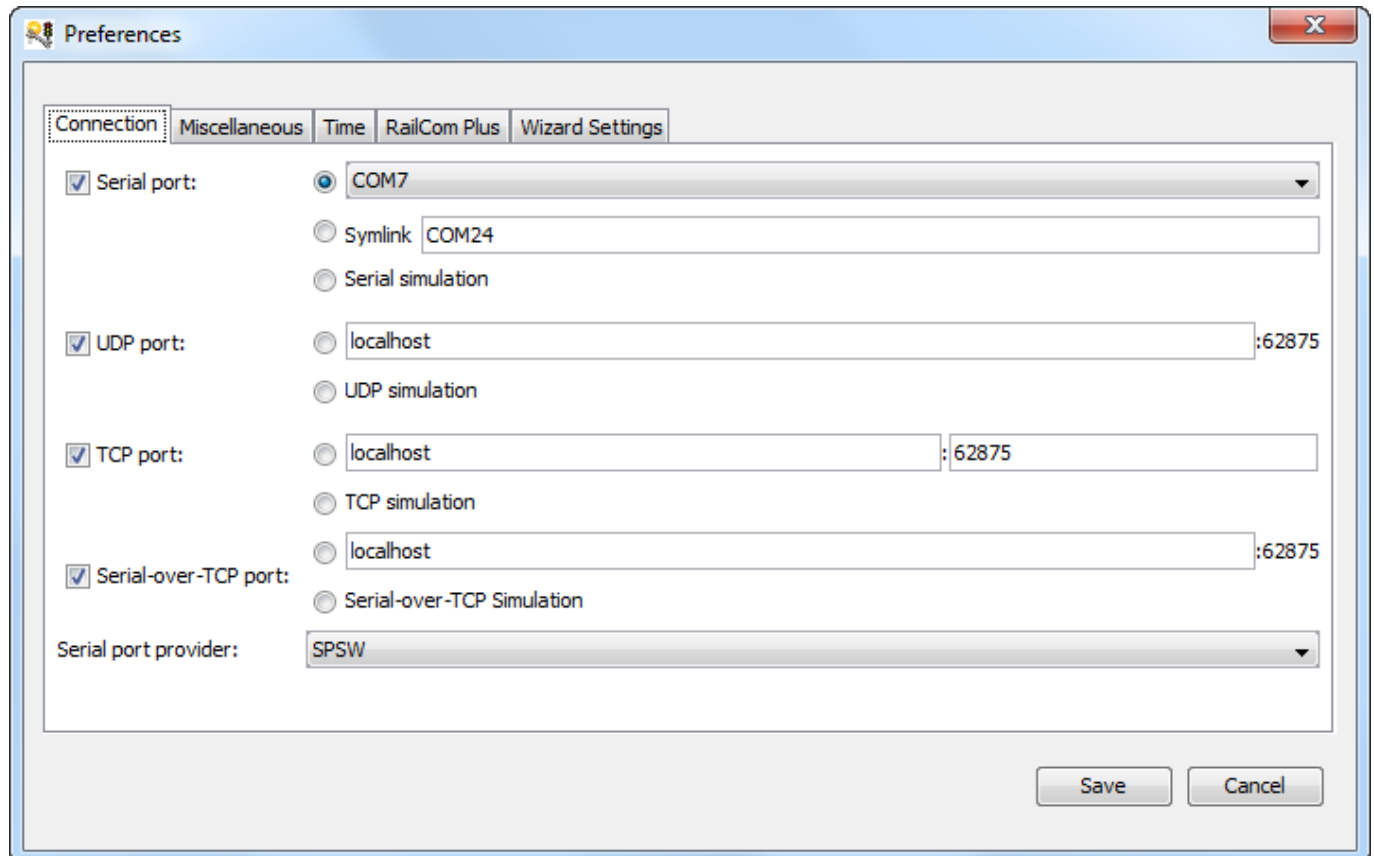 Preferences
Connection Miscellaneous Time RailCom Plus Wizard Settings
Serial port: COM7
Symlink COM24
Serial simulation
UDP port: localhost :62875
UDP simulation
TCP port: localhost : 62875
TCP simulation
localhost :62875
Serial-over-TCP port:
Serial-over-TCP Simulation
Serial port provider: SPSW
Save Cancel